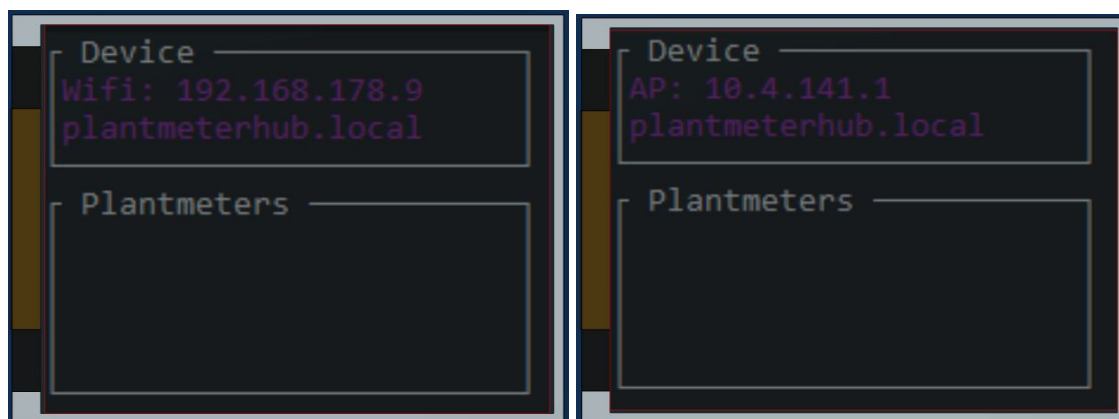 Device
Wifi: 192.168.178.9
plantmeterhub.local
Plantmeters
Device
AP: 10.4.141.1
plantmeterhub.local
Plantmeters